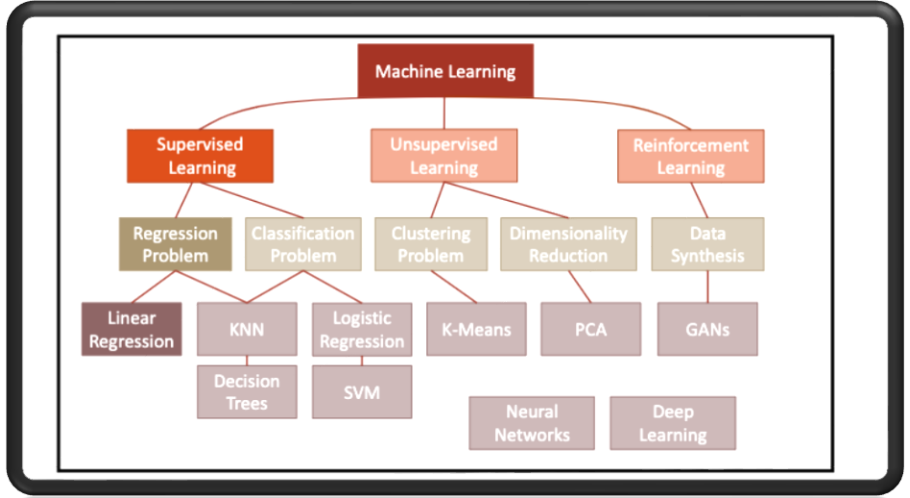 Machine Learning
Supervised
Learning
Unsupervised
Learning
Reinforcement
Learning
Regression
Problem
Classification
Problem
Clustering
Problem
Dimensionality
Reduction
Data
Synthesis
Linear
Regression
KNN
Logistic
Regression
K-Means
PCA
GANs
Decision
Trees
SVM
Neural
Networks
Deep
Learning